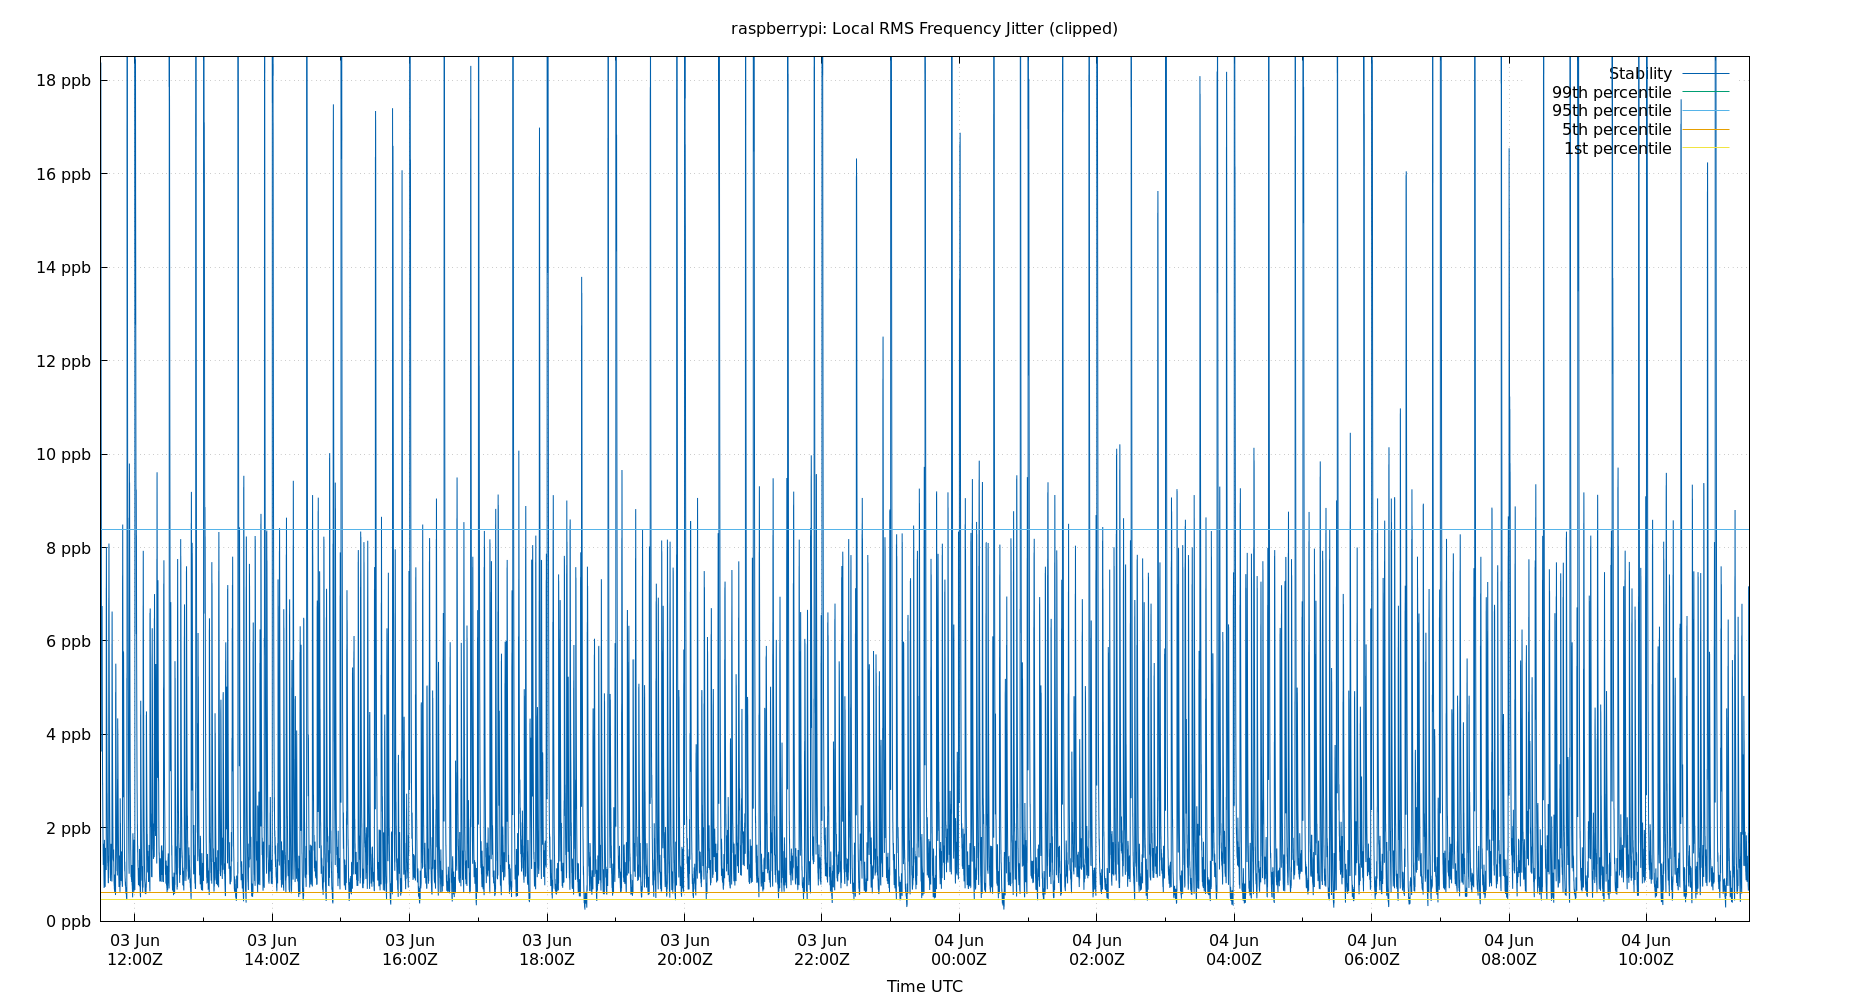 raspberrypi: Local RMS Frequency Jitter (clipped)
18 ppb
16 ppb
14 ppb
12 ppb
10 ppb
8 ppb
6 ppb
4 ppb
2 ppb
0 ppb
Stability
99th percentile
95th percentile
5th percentile
1st percentile
03 Jun 03 Jun 03 Jun 03 Jun 03 Jun 03 Jun 04 Jun 04 Jun 04 Jun 04 Jun 04 Jun 04 Jun
12:00Z 14:00Z 16:00Z 18:00Z 20:00Z 22:00Z 00:00Z 02:00Z 04:00Z 06:00Z 08:00Z 10:00Z
Time UTC